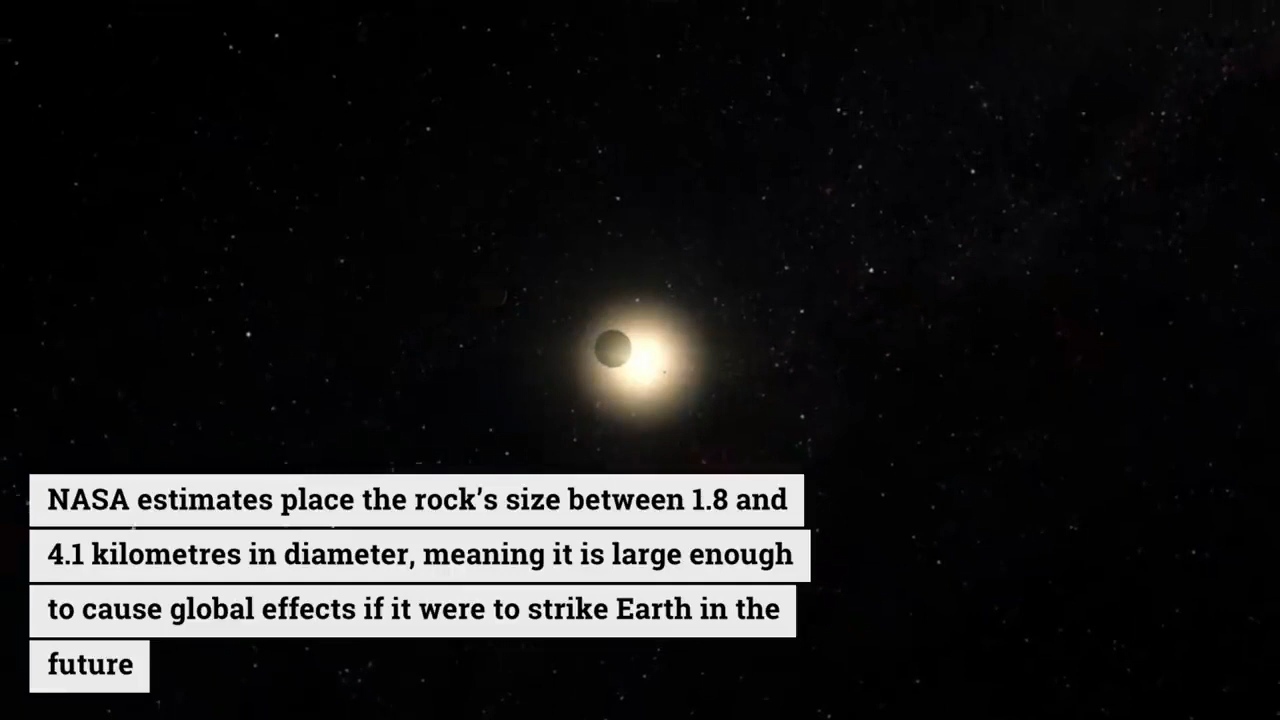 NASA estimates place the rock’s size between 1.8 and
4.1 kilometres in diameter, meaning it is large enough
to cause global effects if it were to strike Earth in the
future